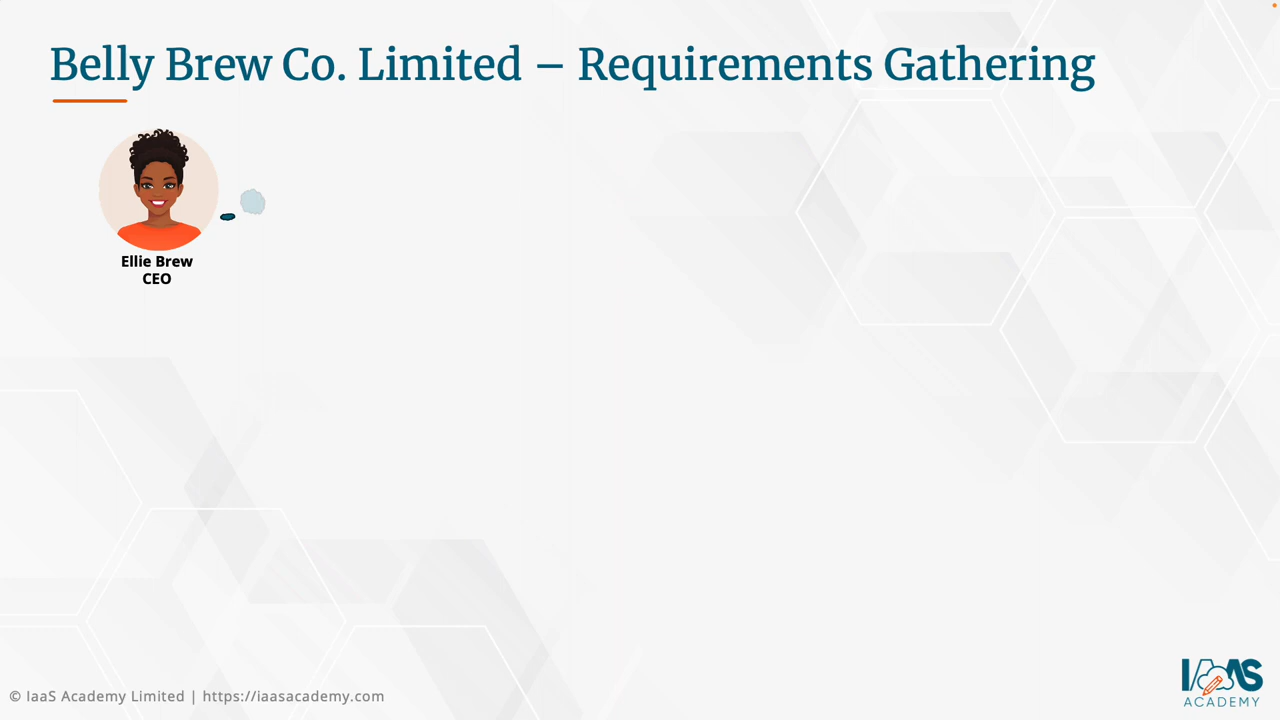 Belly Brew Co. Limited – Requirements Gathering
Ellie Brew
CEO
© IaaS Academy Limited | https://iaasacademy.com
IAAS
ACADEMY